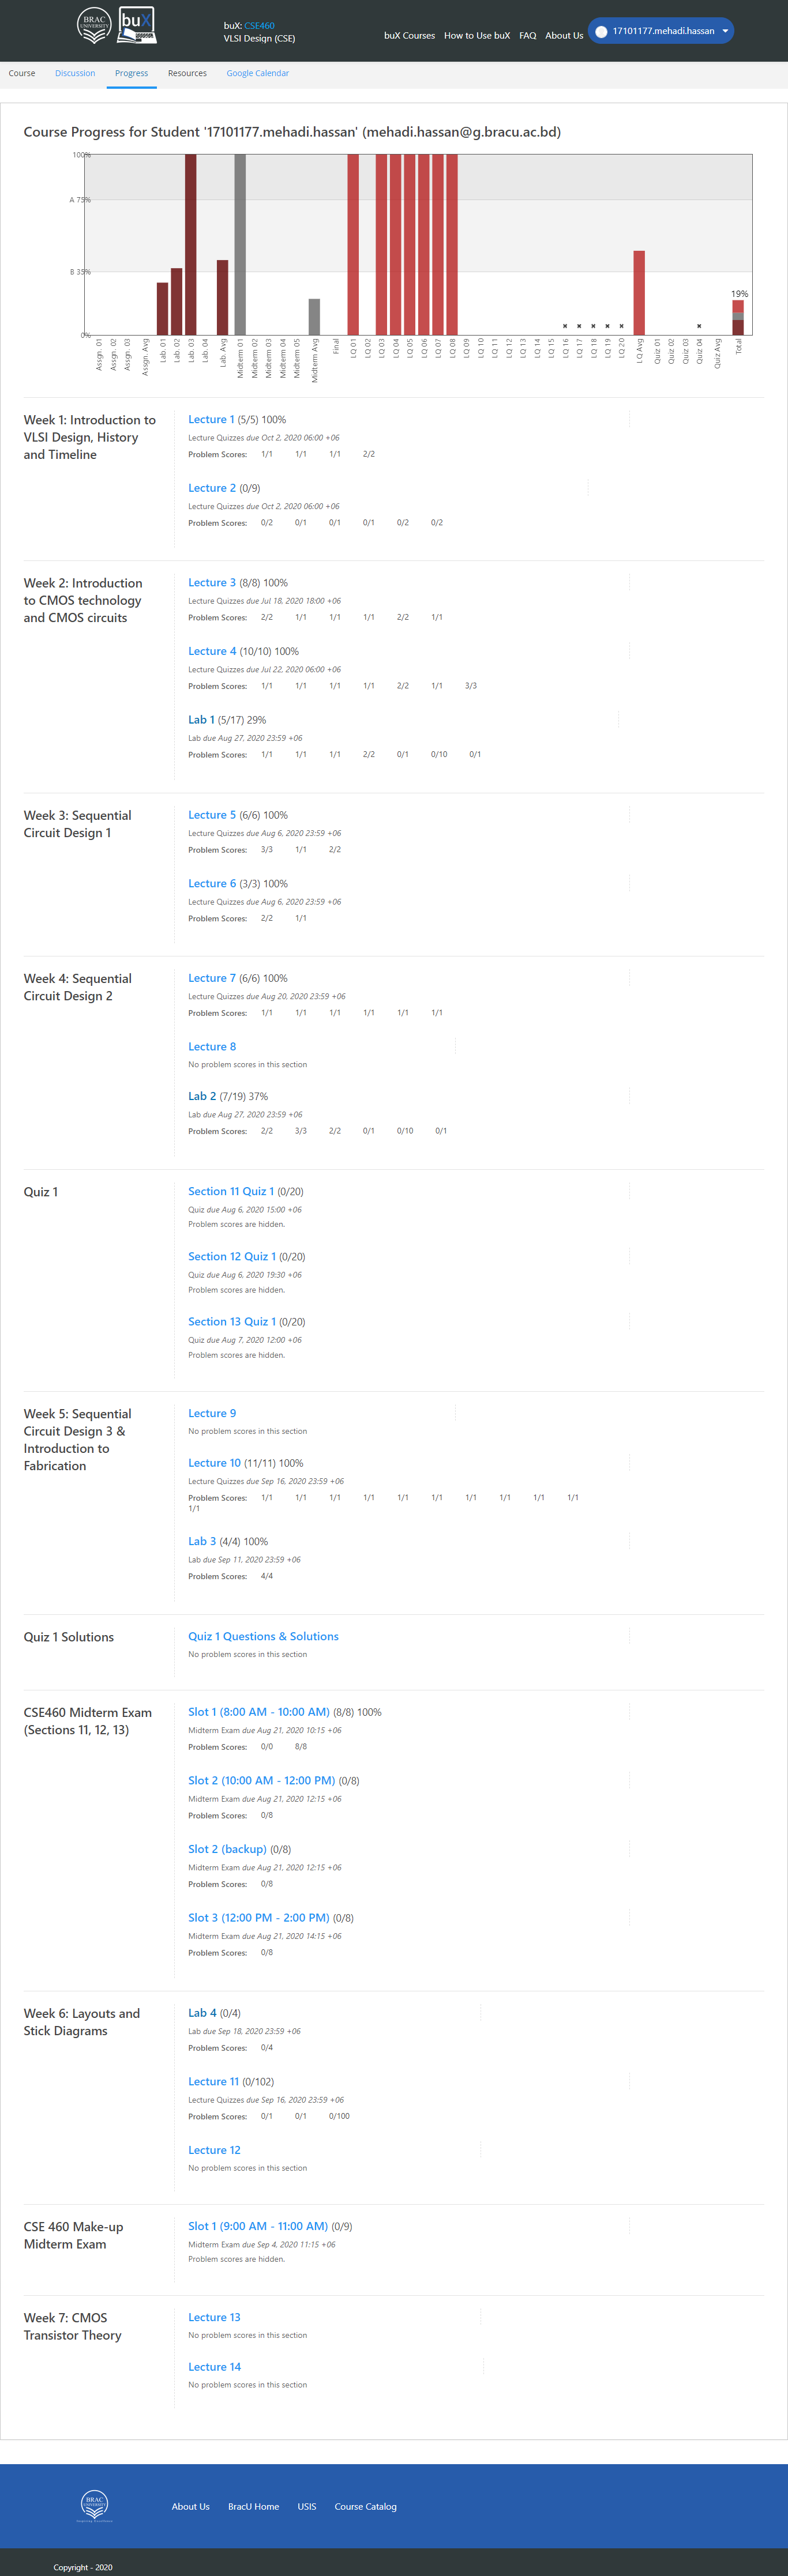 BRAC
UNIVERSITY
buX
buX: CSE460
VLSI Design (CSE)
buX Courses How to Use buX FAQ About Us 17101177.mehadi.hassan
Course Discussion Progress Resources Google Calendar
Course Progress for Student '17101177.mehadi.hassan' (mehadi.hassan@g.bracu.ac.bd)
100%
A 75%
B 35%
0%
19%
Assgn. 01
Assgn. 02
Assgn. 03
Assgn. Avg
Lab. 01
Lab. 02
Lab. 03
Lab. 04
Lab. Avg
Midterm 01
Midterm 02
Midterm 03
Midterm 04
Midterm 05
Midterm Avg
Final
LQ 01
LQ 02
LQ 03
LQ 04
LQ 05
LQ 06
LQ 07
LQ 08
LQ 09
LQ 10
LQ 11
LQ 12
LQ 13
LQ 14
LQ 15
LQ 16
LQ 17
LQ 18
LQ 19
LQ 20
LQ Avg
Quiz 01
Quiz 02
Quiz 03
Quiz 04
Quiz Avg
Total
Week 1: Introduction to
VLSI Design, History
and Timeline
Lecture 1 (5/5) 100%
Lecture Quizzes due Oct 2, 2020 06:00 +06
Problem Scores: 1/1 1/1 1/1 2/2
Lecture 2 (0/9)
Lecture Quizzes due Oct 2, 2020 06:00 +06
Problem Scores: 0/2 0/1 0/1 0/1 0/2 0/2
Week 2: Introduction
to CMOS technology
and CMOS circuits
Lecture 3 (8/8) 100%
Lecture Quizzes due Jul 18, 2020 18:00 +06
Problem Scores: 2/2 1/1 1/1 1/1 2/2 1/1
Lecture 4 (10/10) 100%
Lecture Quizzes due Jul 22, 2020 06:00 +06
Problem Scores: 1/1 1/1 1/1 1/1 2/2 1/1 3/3
Lab 1 (5/17) 29%
Lab due Aug 27, 2020 23:59 +06
Problem Scores: 1/1 1/1 1/1 2/2 0/1 0/10 0/1
Week 3: Sequential
Circuit Design 1
Lecture 5 (6/6) 100%
Lecture Quizzes due Aug 6, 2020 23:59 +06
Problem Scores: 3/3 1/1 2/2
Lecture 6 (3/3) 100%
Lecture Quizzes due Aug 6, 2020 23:59 +06
Problem Scores: 2/2 1/1
Week 4: Sequential
Circuit Design 2
Lecture 7 (6/6) 100%
Lecture Quizzes due Aug 20, 2020 23:59 +06
Problem Scores: 1/1 1/1 1/1 1/1 1/1 1/1
Lecture 8
No problem scores in this section
Lab 2 (7/19) 37%
Lab due Aug 27, 2020 23:59 +06
Problem Scores: 2/2 3/3 2/2 0/1 0/10 0/1
Quiz 1
Section 11 Quiz 1 (0/20)
Quiz due Aug 6, 2020 15:00 +06
Problem scores are hidden.
Section 12 Quiz 1 (0/20)
Quiz due Aug 6, 2020 19:30 +06
Problem scores are hidden.
Section 13 Quiz 1 (0/20)
Quiz due Aug 7, 2020 12:00 +06
Problem scores are hidden.
Week 5: Sequential
Circuit Design 3 &
Introduction to
Fabrication
Lecture 9
No problem scores in this section
Lecture 10 (11/11) 100%
Lecture Quizzes due Sep 16, 2020 23:59 +06
Problem Scores: 1/1 1/1 1/1 1/1 1/1 1/1 1/1 1/1 1/1 1/1
1/1
Lab 3 (4/4) 100%
Lab due Sep 11, 2020 23:59 +06
Problem Scores: 4/4
Quiz 1 Solutions
Quiz 1 Questions & Solutions
No problem scores in this section
CSE460 Midterm Exam
(Sections 11, 12, 13)
Slot 1 (8:00 AM - 10:00 AM) (8/8) 100%
Midterm Exam due Aug 21, 2020 10:15 +06
Problem Scores: 0/0 8/8
Slot 2 (10:00 AM - 12:00 PM) (0/8)
Midterm Exam due Aug 21, 2020 12:15 +06
Problem Scores: 0/8
Slot 2 (backup) (0/8)
Midterm Exam due Aug 21, 2020 12:15 +06
Problem Scores: 0/8
Slot 3 (12:00 PM - 2:00 PM) (0/8)
Midterm Exam due Aug 21, 2020 14:15 +06
Problem Scores: 0/8
Week 6: Layouts and
Stick Diagrams
Lab 4 (0/4)
Lab due Sep 18, 2020 23:59 +06
Problem Scores: 0/4
Lecture 11 (0/102)
Lecture Quizzes due Sep 16, 2020 23:59 +06
Problem Scores: 0/1 0/1 0/100
Lecture 12
No problem scores in this section
CSE 460 Make-up
Midterm Exam
Slot 1 (9:00 AM - 11:00 AM) (0/9)
Midterm Exam due Sep 4, 2020 11:15 +06
Problem scores are hidden.
Week 7: CMOS
Transistor Theory
Lecture 13
No problem scores in this section
Lecture 14
No problem scores in this section
BRAC
UNIVERSITY
Inspiring Excellence
About Us BracU Home USIS Course Catalog
Copyright - 2020